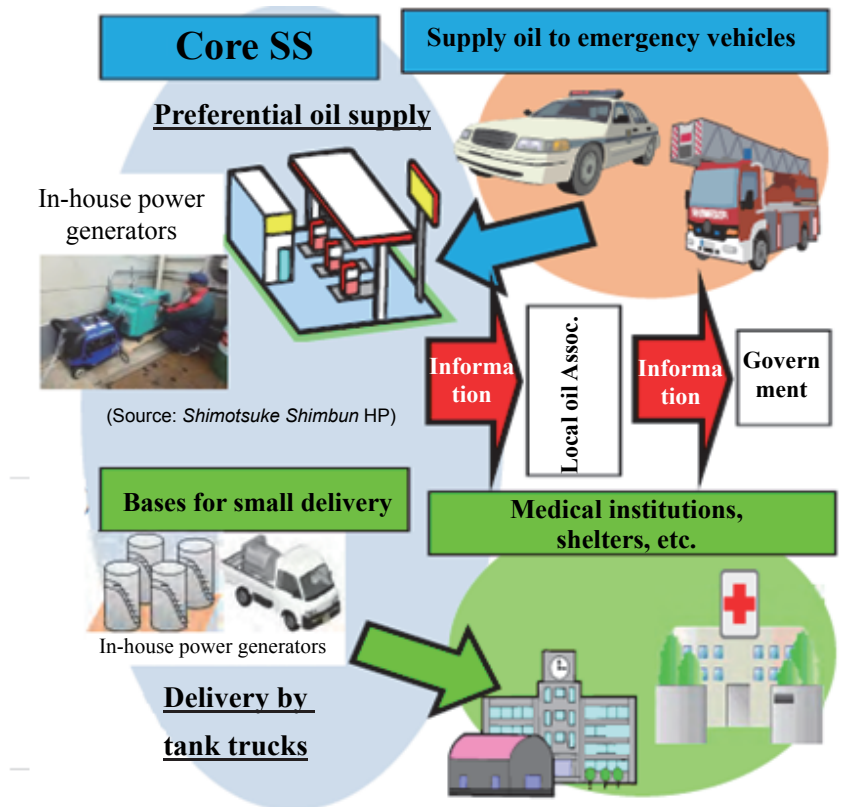 Core SS
Supply oil to emergency vehicles
Preferential oil supply
In-house power
generators
(Source: Shimotsuke Shimbun HP)
Informa
tion
Local oil Assoc.
Informa
tion
Govern
ment
Bases for small delivery
Medical institutions,
shelters, etc.
In-house power generators
Delivery by
tank trucks